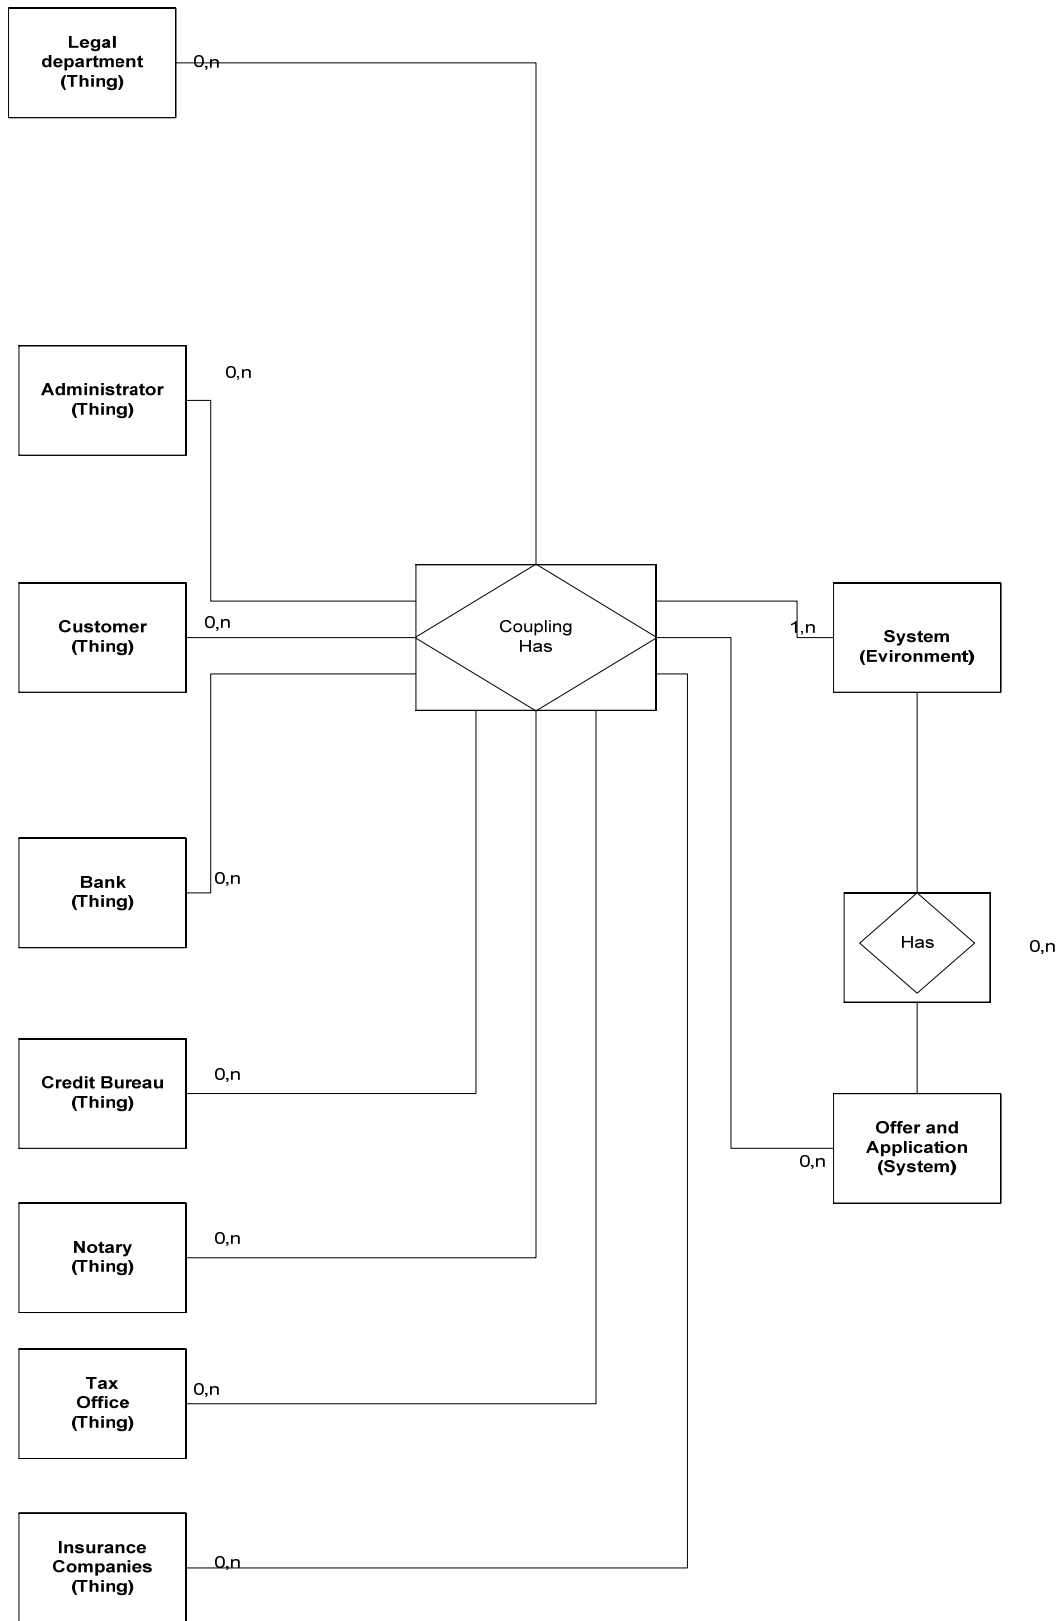 Legal
department
(Thing)
0,n
Administrator
(Thing)
0,n
Customer
(Thing)
0,n
Coupling
Has
1,n
System
(Evironment)
Bank
(Thing)
0,n
Has
0,n
Credit Bureau
(Thing)
0,n
Offer and
Application
(System)
0,n
Notary
(Thing)
0,n
Tax
Office
(Thing)
0,n
Insurance
Companies
(Thing)
0,n